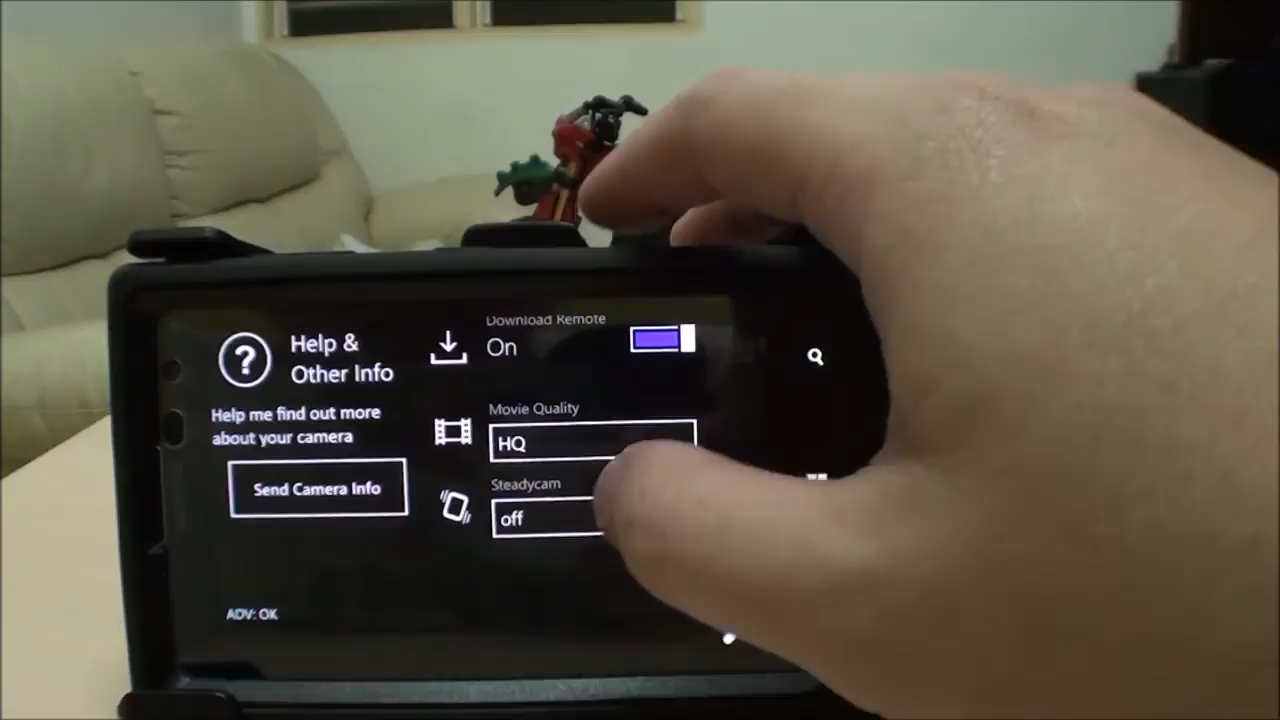 Help &
Other Info
Help me find out more
about your camera
Send Camera Info
ADV: OK
Download Remote
On
Movie Quality
HQ
Steadycam
off